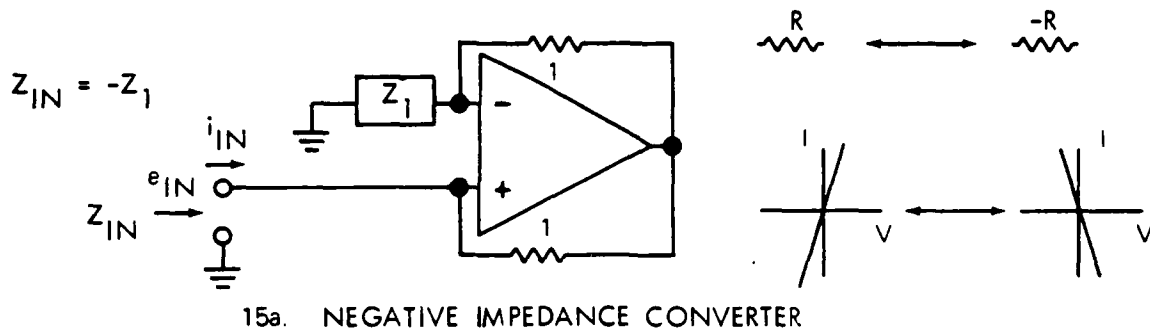 R
-R
1
Z_IN = -Z_1
Z_1
-
i_IN
e_IN
+
Z_IN
1
I
I
V
V
15a. NEGATIVE IMPEDANCE CONVERTER